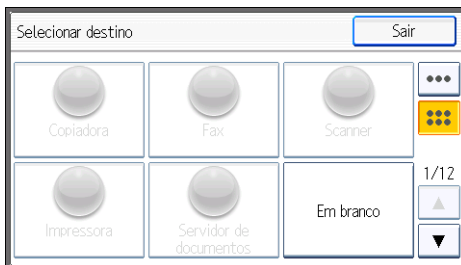 Selecionar destino
Sair
Copiadora
Fax
Scanner
1/12
Impressora
Servidor de
documentos
Em branco